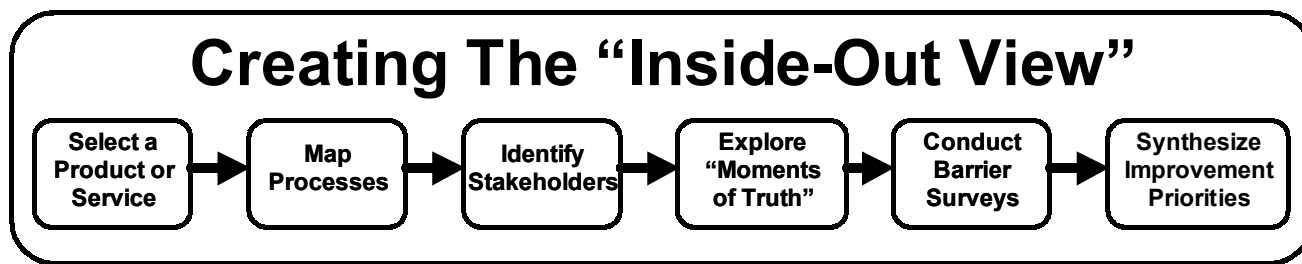 Creating The “Inside-Out View”
Select a
Product or
Service
Map
Processes
Identify
Stakeholders
Explore
“Moments
of Truth”
Conduct
Barrier
Surveys
Synthesize
Improvement
Priorities